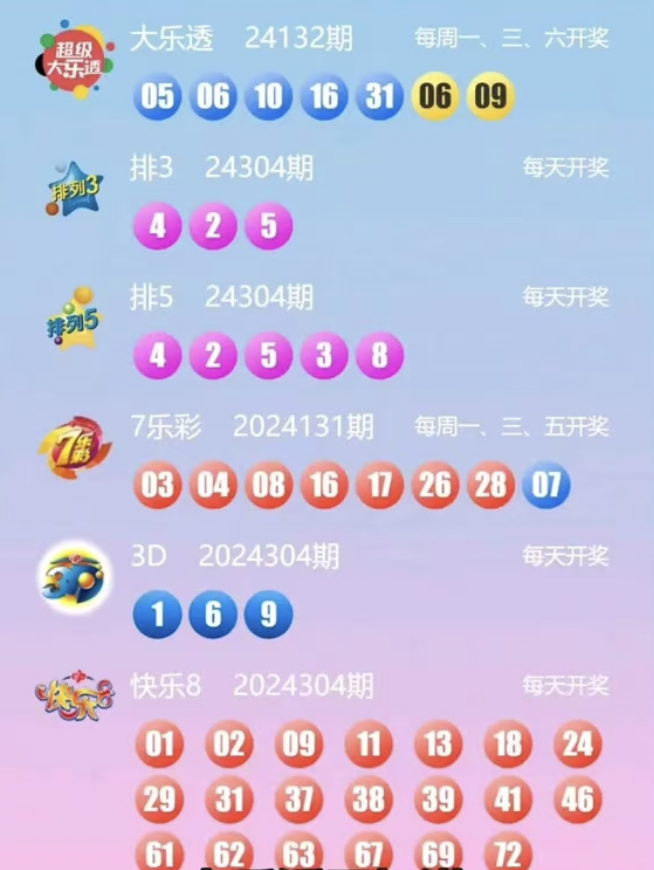 超级
大乐透
大乐透 24132期 每周一、三、六开奖
05 06 10 16 31 06 09
排列3
排3 24304期 每天开奖
4 2 5
排列5
排5 24304期 每天开奖
4 2 5 3 8
7乐彩
7乐彩 2024131期 每周一、三、五开奖
03 04 08 16 17 26 28 07
3D
3D 2024304期 每天开奖
1 6 9
快乐8 2024304期 每天开奖
01 02 09 11 13 18 24
29 31 37 38 39 41 46
61 62 63 67 69 72